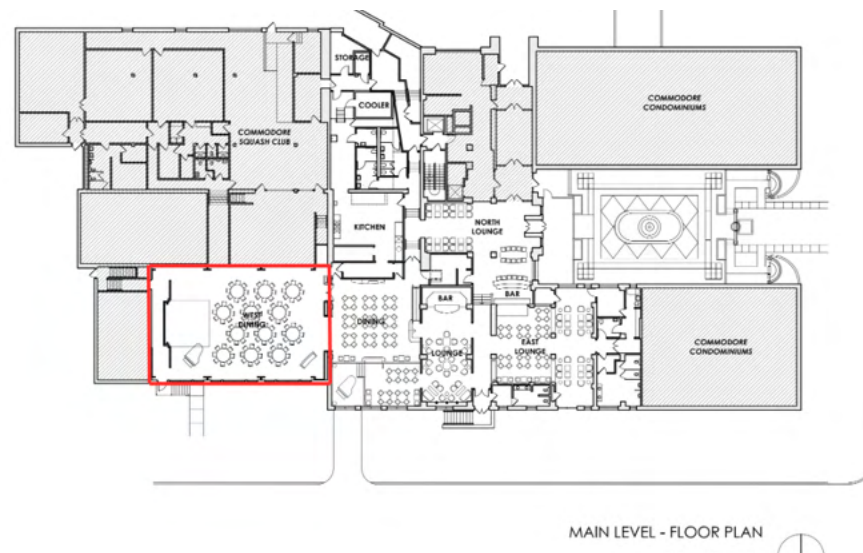 STORAGE
COOLER
COMMODORE
CONDOMINIUMS
COMMODORE
SQUASH CLUB
KITCHEN
NORTH
LOUNGE
BAR
BAR
WEST
DINING
DINING
LOUNGE
EAST
LOUNGE
COMMODORE
CONDOMINIUMS
MAIN LEVEL - FLOOR PLAN